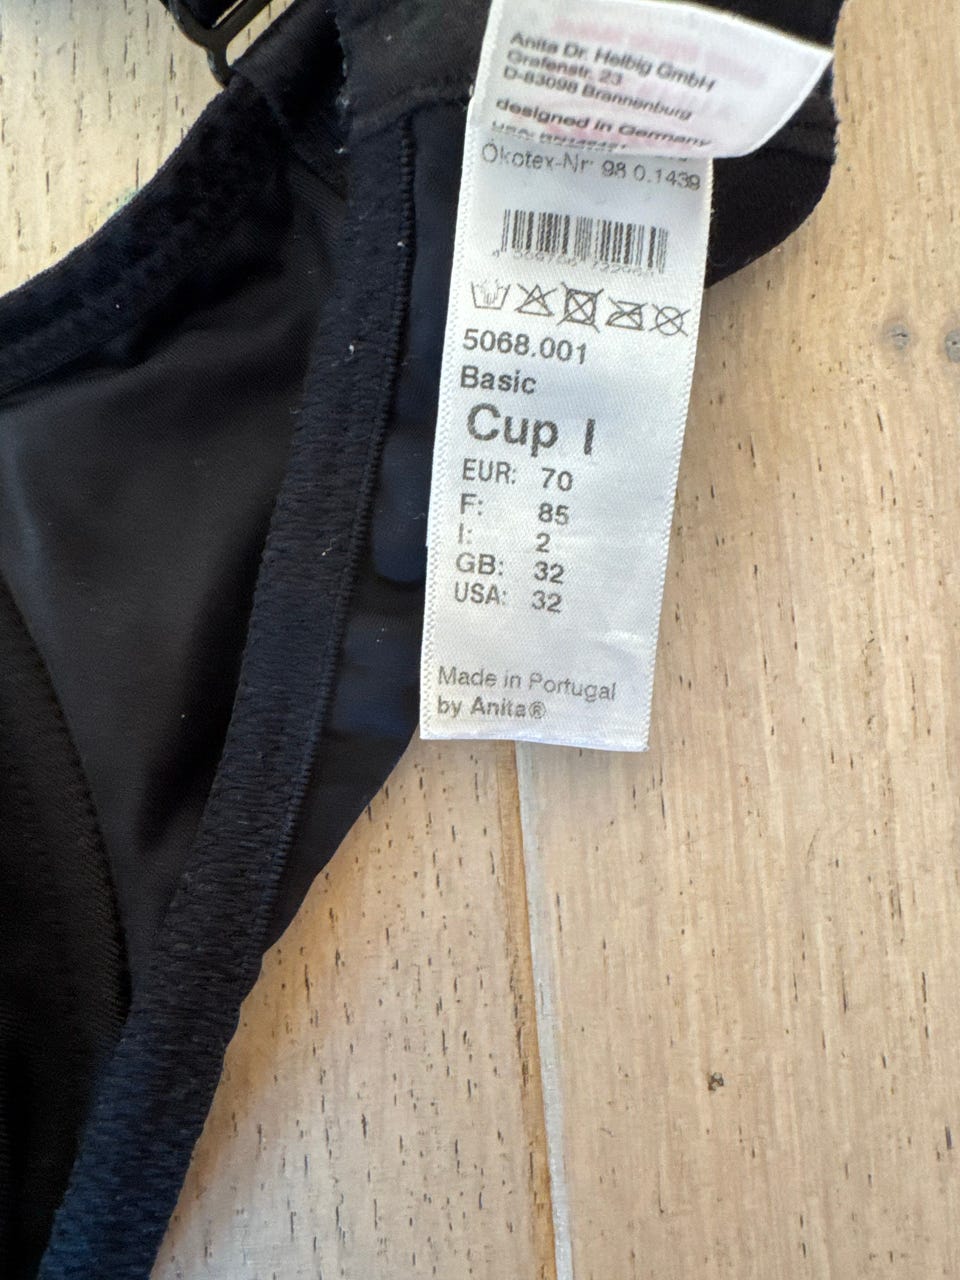 Anita Dr. Helbig GmbH
Grafenstr. 23
D-83098 Brannenburg
designed in Germany
Ökotex-Nr: 98 0.1439
5068.001
Basic
Cup I
EUR: 70
F: 85
I: 2
GB: 32
USA: 32
Made in Portugal
by Anita®